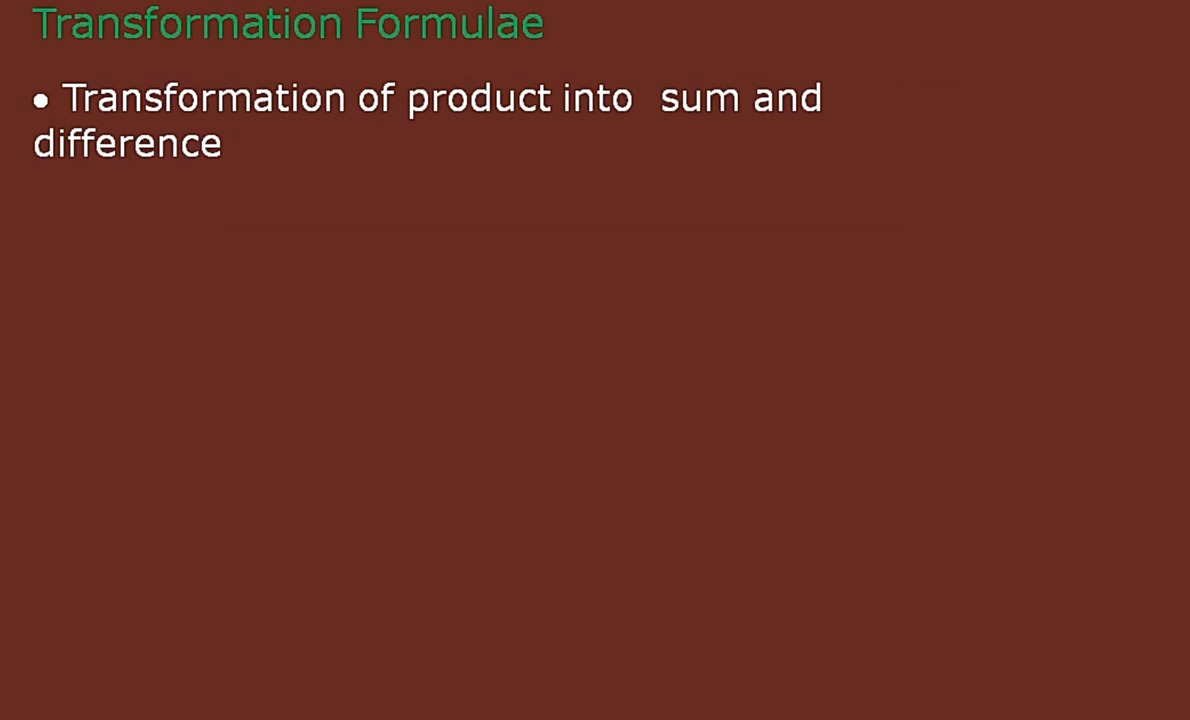 Transformation Formulae
• Transformation of product into sum and
difference